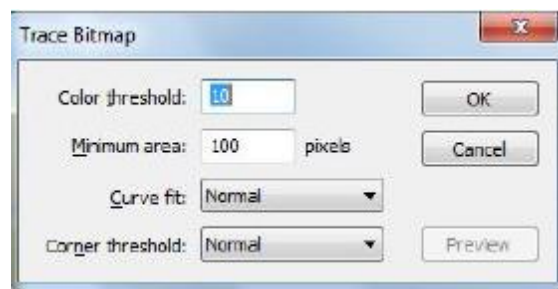 Trace Bitmap
Color threshold: 10 OK
Minimum area: 100 pixels Cancel
Curve fit: Normal
Corner threshold: Normal Preview